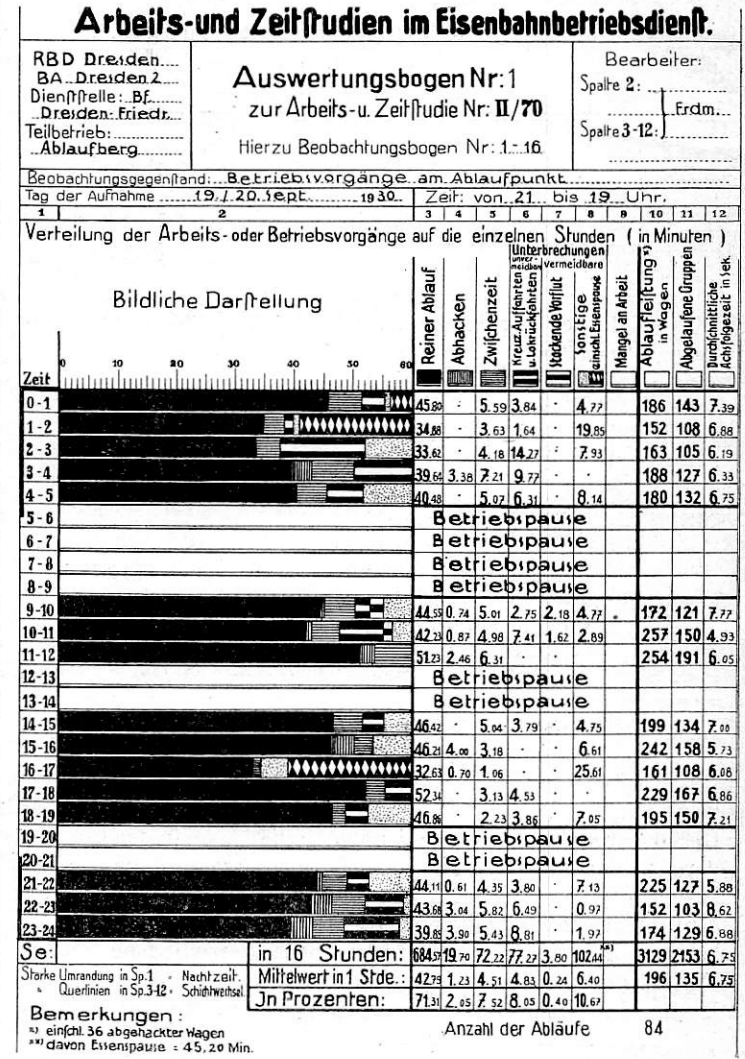 Arbeits- und Zeitstudien im Eisenbahnbetriebsdienst.
RBD Dresden
BA Dresden 2
Dienststelle: Bf.
Dresden-Friedr.
Teilbetrieb:
Ablaufberg
Auswertungsbogen Nr: 1
zur Arbeits- u. Zeitstudie Nr: II/70
Hierzu Beobachtungsbogen Nr: 1-16
Bearbeiter:
Spalte 2:
Erdm.
Spalte 3-12:
Beobachtungsgegenstand: Betriebsvorgänge am Ablaufpunkt
Tag der Aufnahme 19./20. Sept. 1930 Zeit: von 21 bis 19 Uhr.
1 2 3 4 5 6 7 8 9 10 11 12
Verteilung der Arbeits- oder Betriebsvorgänge auf die einzelnen Stunden (in Minuten)
Bildliche Darstellung
Reiner Ablauf
Abhacken
Zwischenzeit
Unterbrechungen
unvermeidbar
vermeidbare
Kreuz. Auffahrten u. Lokrückfahrten
Stockende Vorflut
Sonstige einschl. Essenspause
Mangel an Arbeit
Ablaufleistung *) in Wagen
Abgelaufene Gruppen
Durchschnittliche Achsfolgezeit in Sek.
0 10 20 30 40 50 60
Zeit
0-1 45.80 · 5.59 3.84 · 4.77 186 143 7.39
1-2 34.88 · 3.63 1.64 · 19.85 152 108 6.88
2-3 33.62 · 4.18 14.27 · 7.93 163 105 6.19
3-4 39.64 3.38 7.21 9.77 · · 188 127 6.33
4-5 40.48 · 5.07 6.31 · 8.14 180 132 6.75
5-6 Betriebspause
6-7 Betriebspause
7-8 Betriebspause
8-9 Betriebspause
9-10 44.55 0.74 5.01 2.75 2.18 4.77 · 172 121 7.77
10-11 42.23 0.87 4.98 7.41 1.62 2.89 257 150 4.93
11-12 51.23 2.46 6.31 · · · 254 191 6.05
12-13 Betriebspause
13-14 Betriebspause
14-15 46.42 · 5.04 3.79 · 4.75 199 134 7.00
15-16 46.21 4.00 3.18 · · 6.61 242 158 5.73
16-17 32.63 0.70 1.06 · · 25.61 161 108 6.08
17-18 52.34 · 3.13 4.53 · · 229 167 6.86
18-19 46.86 · 2.23 3.86 · 7.05 195 150 7.21
19-20 Betriebspause
20-21 Betriebspause
21-22 44.11 0.61 4.35 3.80 · 7.13 225 127 5.88
22-23 43.68 3.04 5.82 6.49 · 0.97 152 103 8.62
23-24 39.89 3.90 5.43 8.81 · 1.97 174 129 6.88
Se: in 16 Stunden: 684.57 19.70 72.22 77.27 3.80 102.44 **) 3129 2153 6.75
Starke Umrandung in Sp. 1 = Nachtzeit.
" Querlinien in Sp. 3-12 = Schichtwechsel.
Mittelwert in 1 Stde.: 42.79 1.23 4.51 4.83 0.24 6.40 196 135 6.75
Jn Prozenten: 71.31 2.05 7.52 8.05 0.40 10.67
Bemerkungen:
*) einschl. 36 abgehackter Wagen
**) davon Essenspause = 45,20 Min.
Anzahl der Abläufe 84